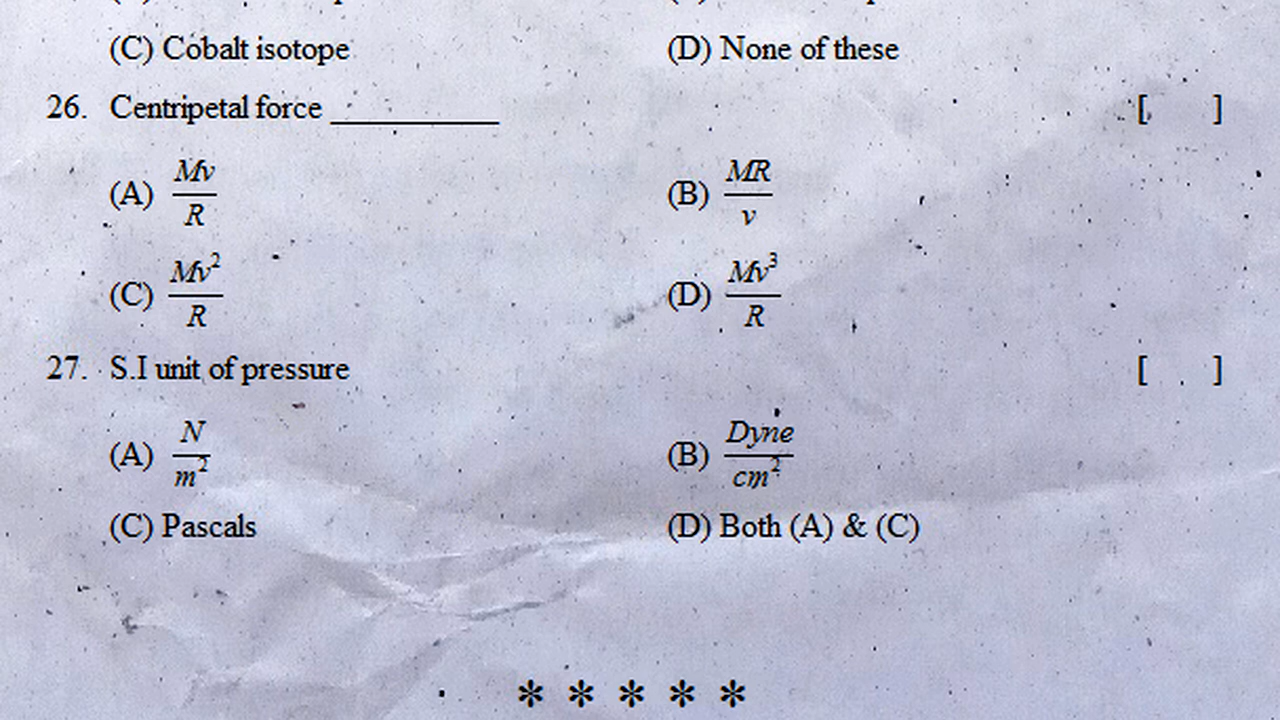 (C) Cobalt isotope (D) None of these
26. Centripetal force __________ [ ]
(A) Mv/R (B) MR/v
(C) Mv²/R (D) Mv³/R
27. S.I unit of pressure [ ]
(A) N/m² (B) Dyne/cm²
(C) Pascals (D) Both (A) & (C)
* * * * *